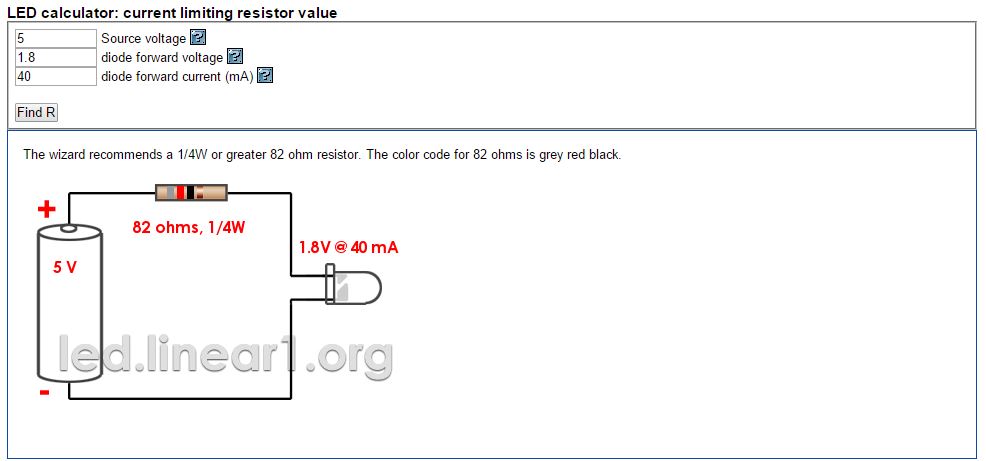 LED calculator: current limiting resistor value
5 Source voltage ?
1.8 diode forward voltage ?
40 diode forward current (mA) ?
Find R
The wizard recommends a 1/4W or greater 82 ohm resistor. The color code for 82 ohms is grey red black.
+
82 ohms, 1/4W
1.8V @ 40 mA
5 V
led.linear1.org
-